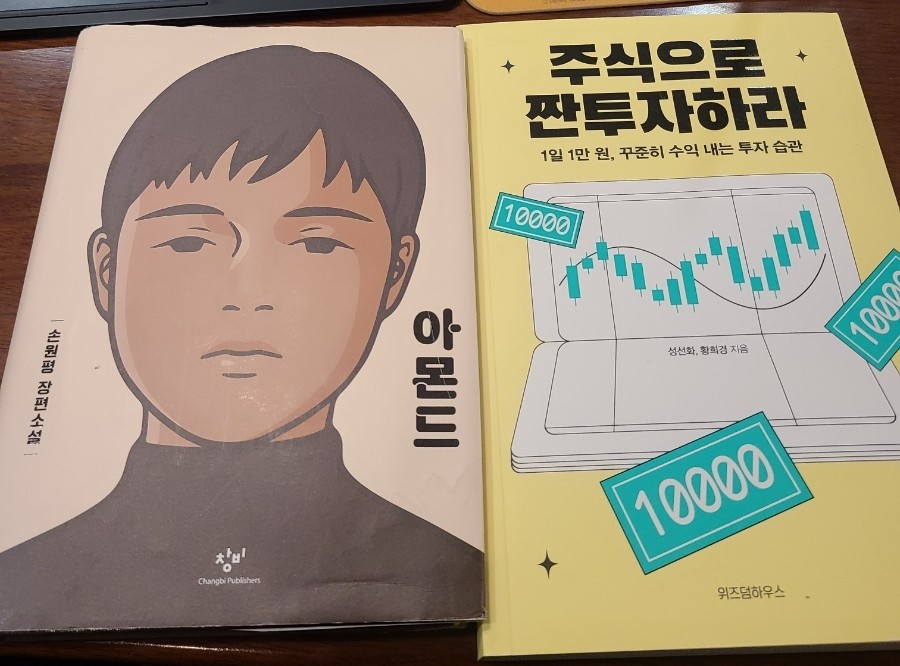 아몬드
손원평 장편소설
창비
Changbi Publishers
주식으로
짠투자하라
1일 1만 원, 꾸준히 수익 내는 투자 습관
10000
10000
성선화, 황희경 지음
10000
위즈덤하우스